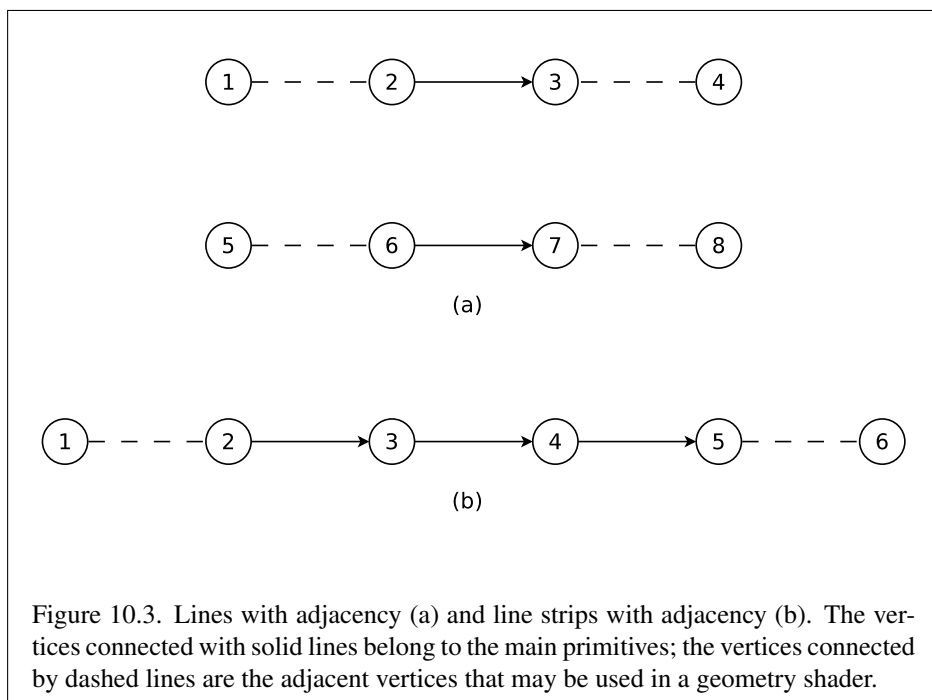 1 2 3 4
5 6 7 8
(a)
1 2 3 4 5 6
(b)
Figure 10.3. Lines with adjacency (a) and line strips with adjacency (b). The ver-
tices connected with solid lines belong to the main primitives; the vertices connected
by dashed lines are the adjacent vertices that may be used in a geometry shader.